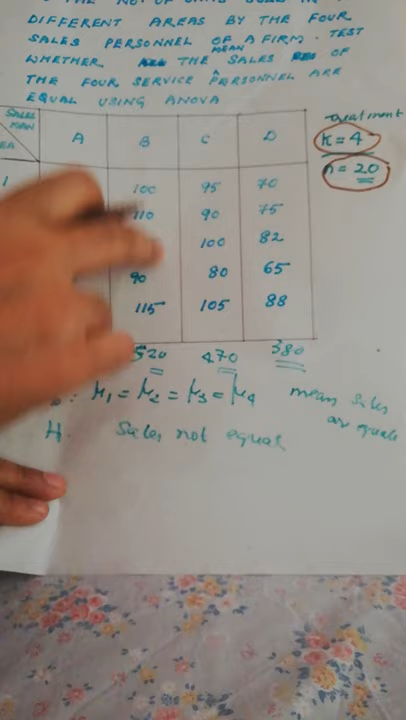 DIFFERENT AREAS BY THE FOUR
SALES PERSONNEL OF A FIRM. TEST
MEAN
WHETHER THE SALES OF
THE FOUR SERVICE PERSONNEL ARE
EQUAL USING ANOVA
SALES
MAN
A B C D
k = 4
n = 20
1 100 95 70
110 90 75
100 82
90 80 65
115 105 88
520 470 380
: μ₁ = μ₂ = μ₃ = μ₄ mean sales
are equal
H. Sales not equal